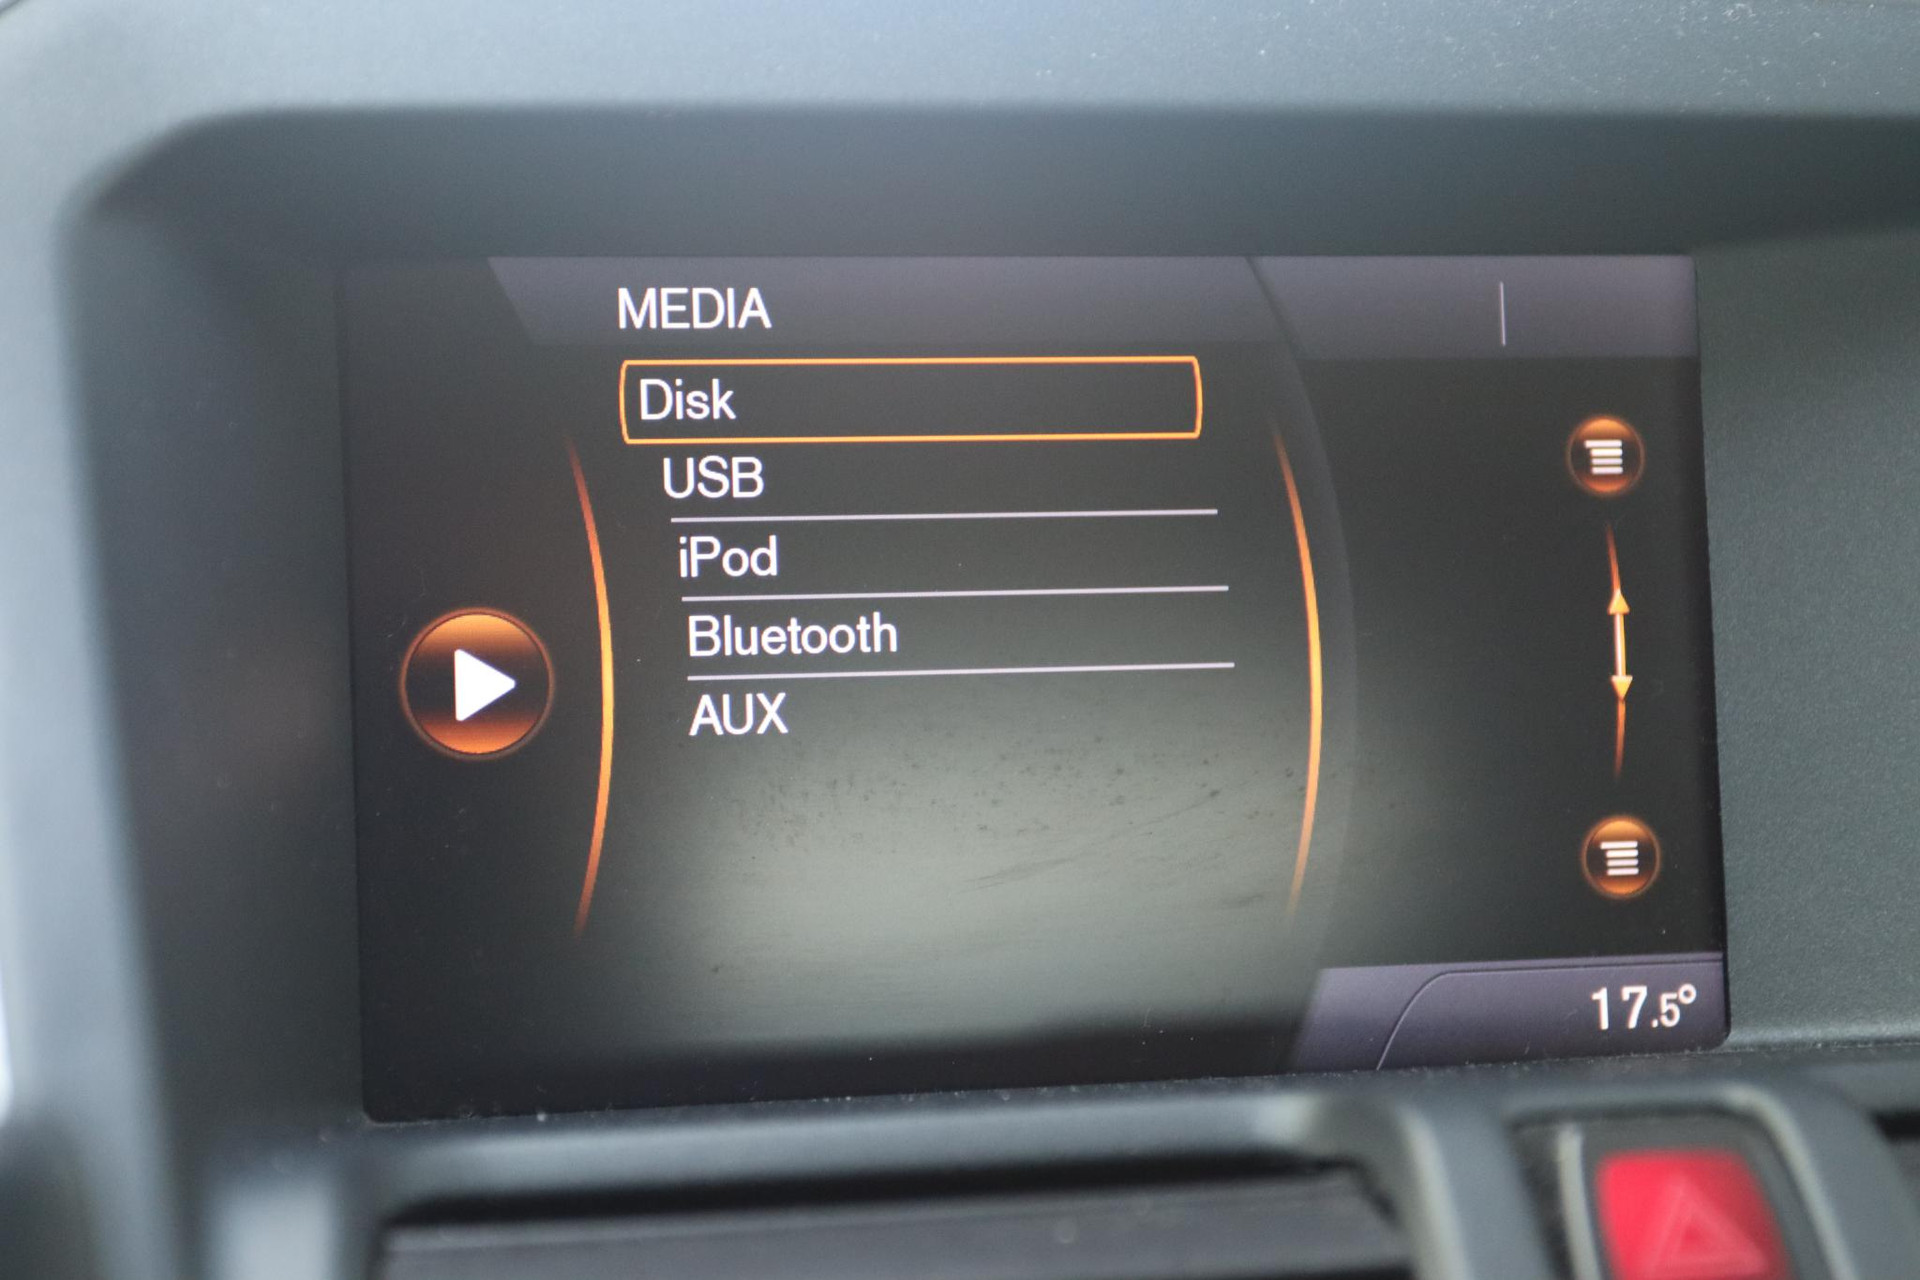 MEDIA
Disk
USB
iPod
Bluetooth
AUX
17.5°